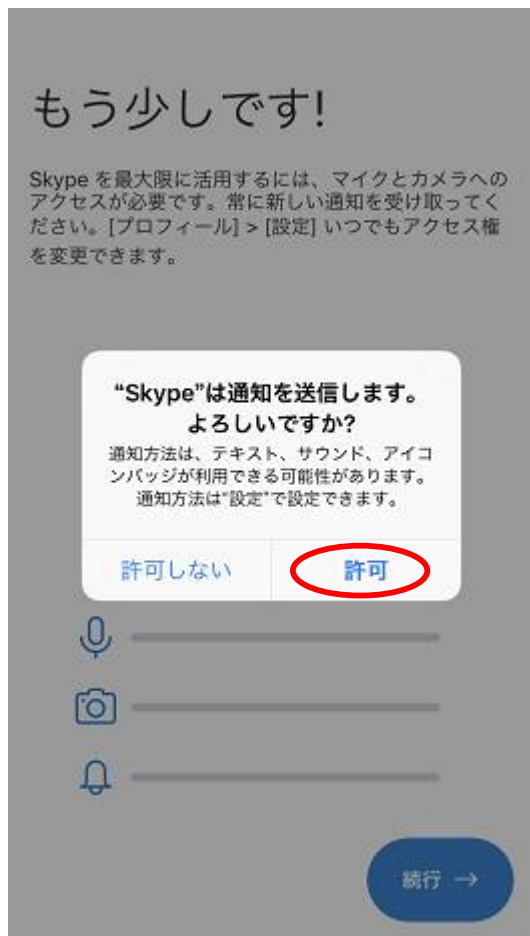 もう少しです!
Skype を最大限に活用するには、マイクとカメラへの
アクセスが必要です。常に新しい通知を受け取ってく
ださい。[プロフィール] > [設定] いつでもアクセス権
を変更できます。
“Skype”は通知を送信します。
よろしいですか?
通知方法は、テキスト、サウンド、アイコ
ンバッジが利用できる可能性があります。
通知方法は“設定”で設定できます。
許可しない
許可
続行 →